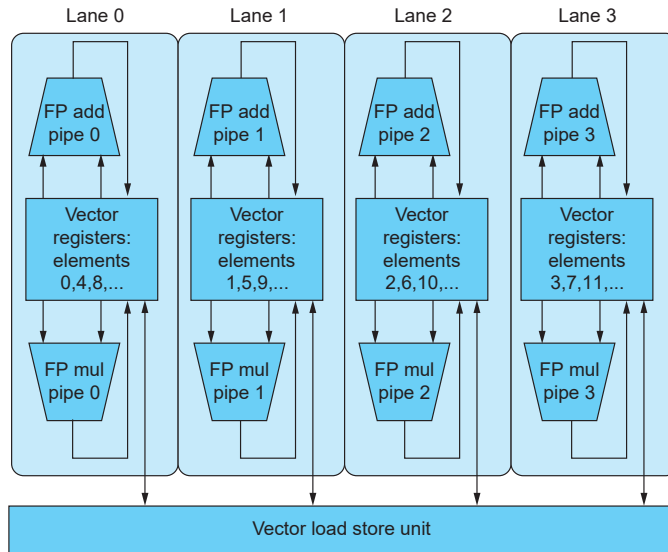 Lane 0
Lane 1
Lane 2
Lane 3
FP add
pipe 0
FP add
pipe 1
FP add
pipe 2
FP add
pipe 3
Vector
registers:
elements
0,4,8,...
Vector
registers:
elements
1,5,9,...
Vector
registers:
elements
2,6,10,...
Vector
registers:
elements
3,7,11,...
FP mul
pipe 0
FP mul
pipe 1
FP mul
pipe 2
FP mul
pipe 3
Vector load store unit